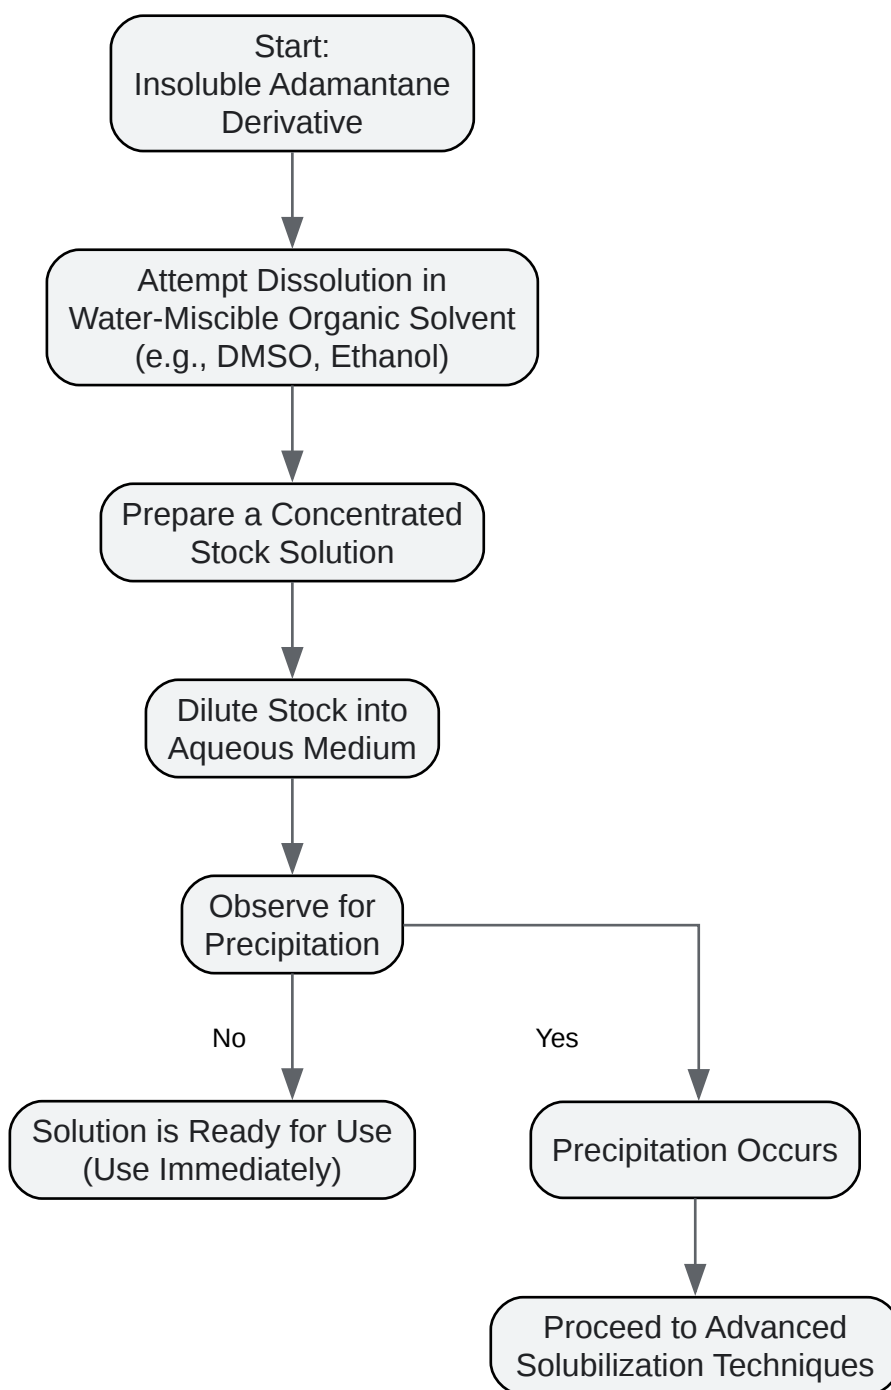 Start:
Insoluble Adamantane
Derivative
Attempt Dissolution in
Water-Miscible Organic Solvent
(e.g., DMSO, Ethanol)
Prepare a Concentrated
Stock Solution
Dilute Stock into
Aqueous Medium
Observe for
Precipitation
No
Yes
Solution is Ready for Use
(Use Immediately)
Precipitation Occurs
Proceed to Advanced
Solubilization Techniques